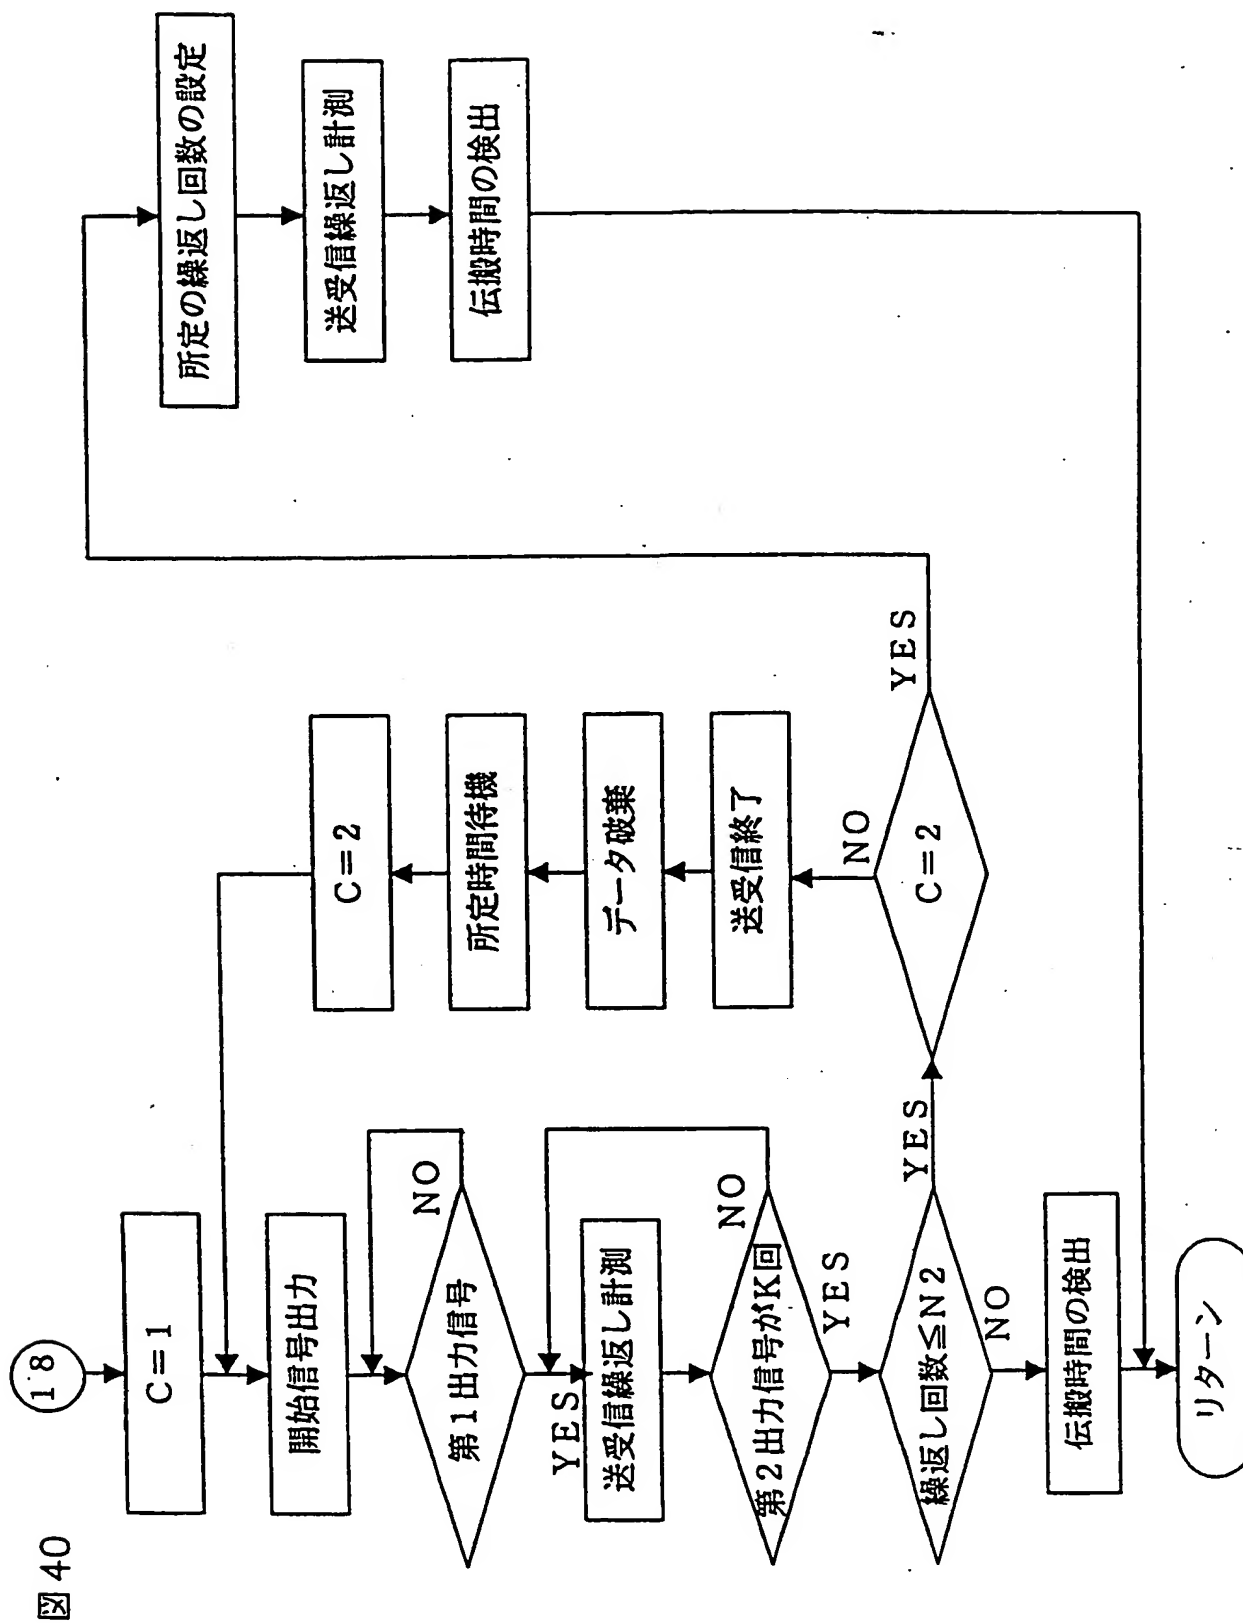 図40
18
C=1
開始信号出力
第1出力信号
NO
YES
送受信繰返し計測
第2出力信号がK回
NO
YES
繰返し回数≦N2
YES
NO
伝搬時間の検出
リターン
C=2
所定時間待機
データ破棄
送受信終了
NO
C=2
YES
所定の繰返し回数の設定
送受信繰返し計測
伝搬時間の検出